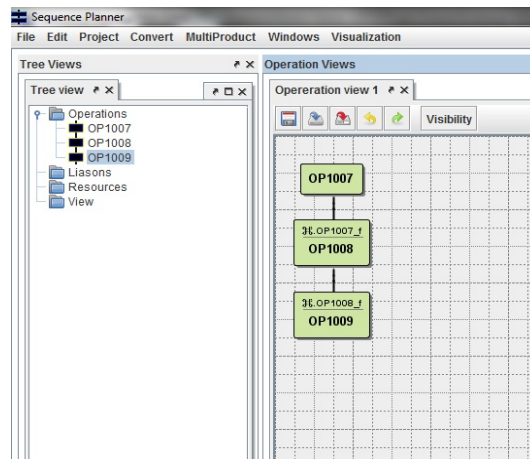 Sequence Planner
File Edit Project Convert MultiProduct Windows Visualization
Tree Views
Operation Views
Tree view
Opereration view 1
Visibility
Operations
OP1007
OP1008
OP1009
Liasons
Resources
View
OP1007
OP1007_f
OP1008
OP1008_f
OP1009